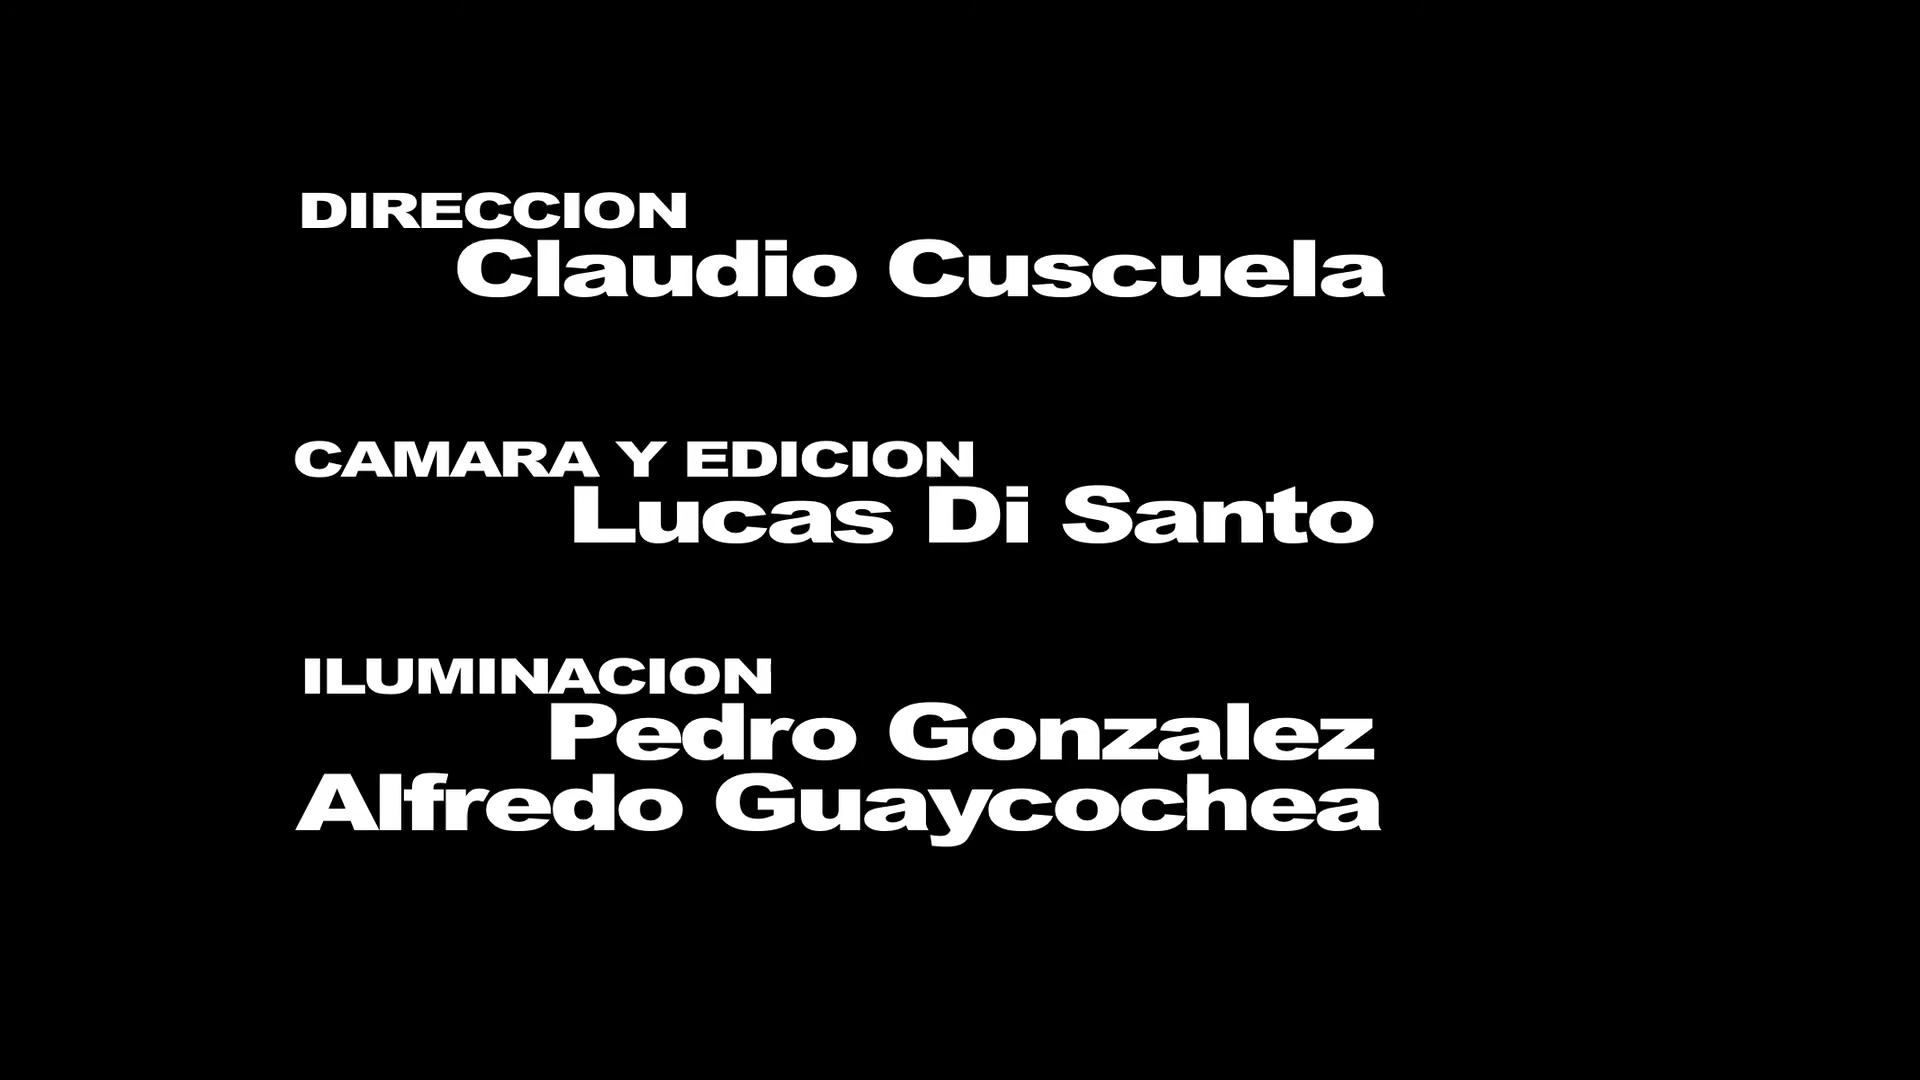 DIRECCION
Claudio Cuscuela
CAMARA Y EDICION
Lucas Di Santo
ILUMINACION
Pedro Gonzalez
Alfredo Guaycochea